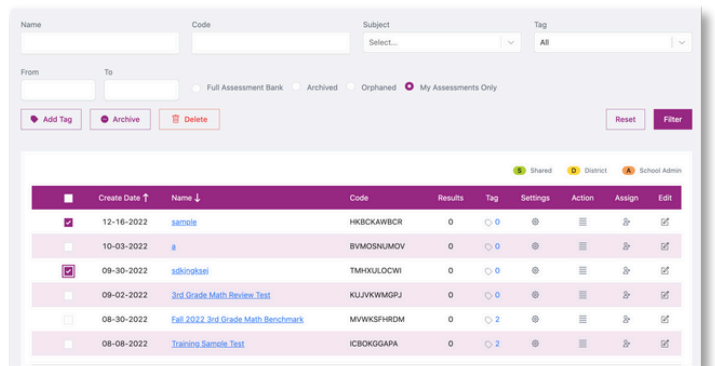 Name Code Subject Tag
Select... All
From To
Full Assessment Bank Archived Orphaned My Assessments Only
Add Tag Archive Delete Reset Filter
S Shared D District A School Admin
Create Date ↑ Name ↓ Code Results Tag Settings Action Assign Edit
12-16-2022 sample HKBCKAWBCR 0 0
10-03-2022 a BVMOSNUMOV 0 0
09-30-2022 sdkingksej TMHXULOCWI 0 0
09-02-2022 3rd Grade Math Review Test KUJVKWMGPJ 0 0
08-30-2022 Fall 2022 3rd Grade Math Benchmark MVWKSFHRDM 0 2
08-08-2022 Training Sample Test ICBOKGGAPA 0 2